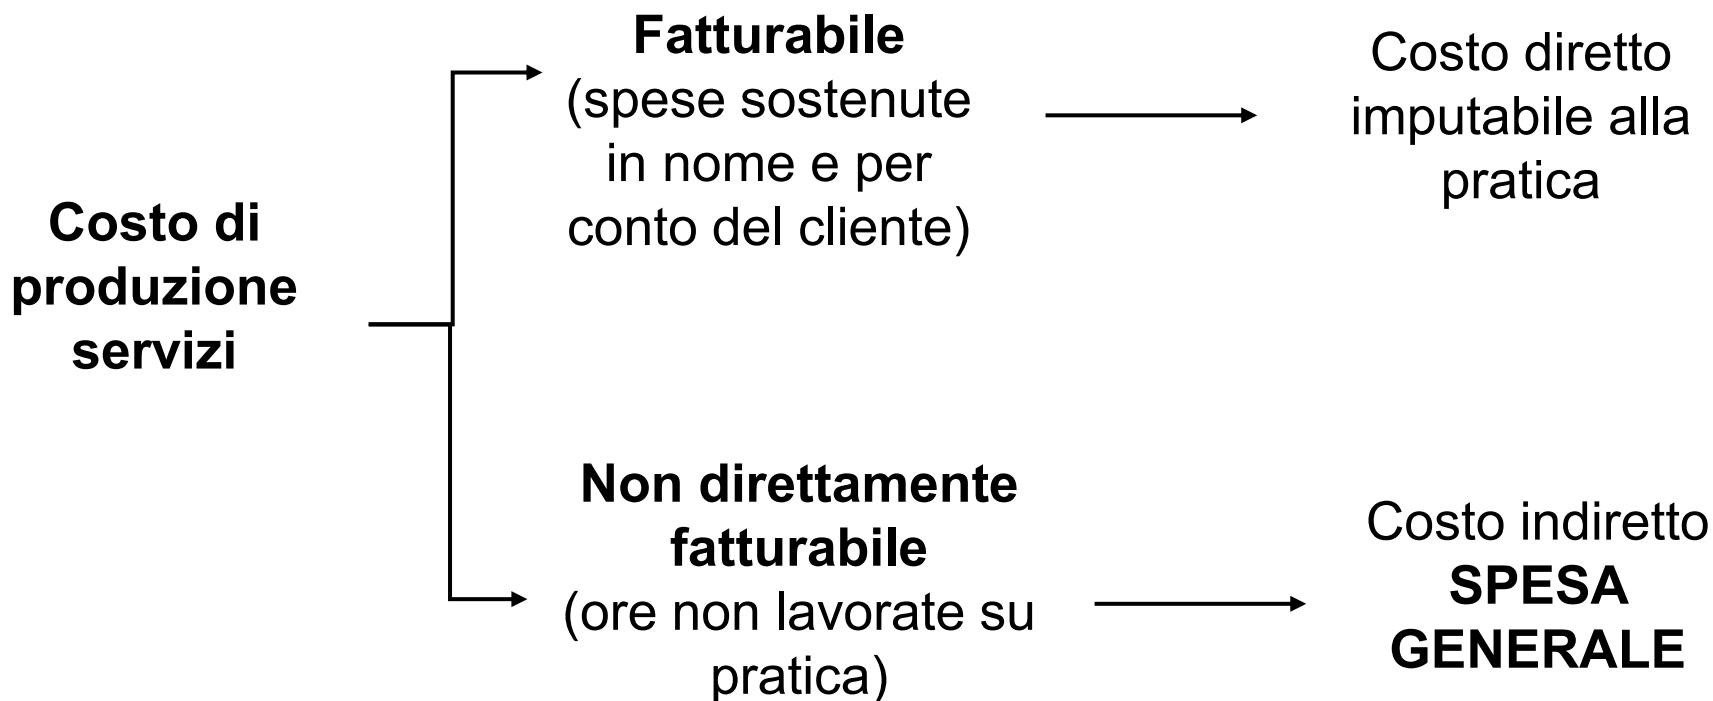 Costo di
produzione
servizi
Fatturabile
(spese sostenute
in nome e per
conto del cliente)
Costo diretto
imputabile alla
pratica
Non direttamente
fatturabile
(ore non lavorate su
pratica)
Costo indiretto
SPESA
GENERALE